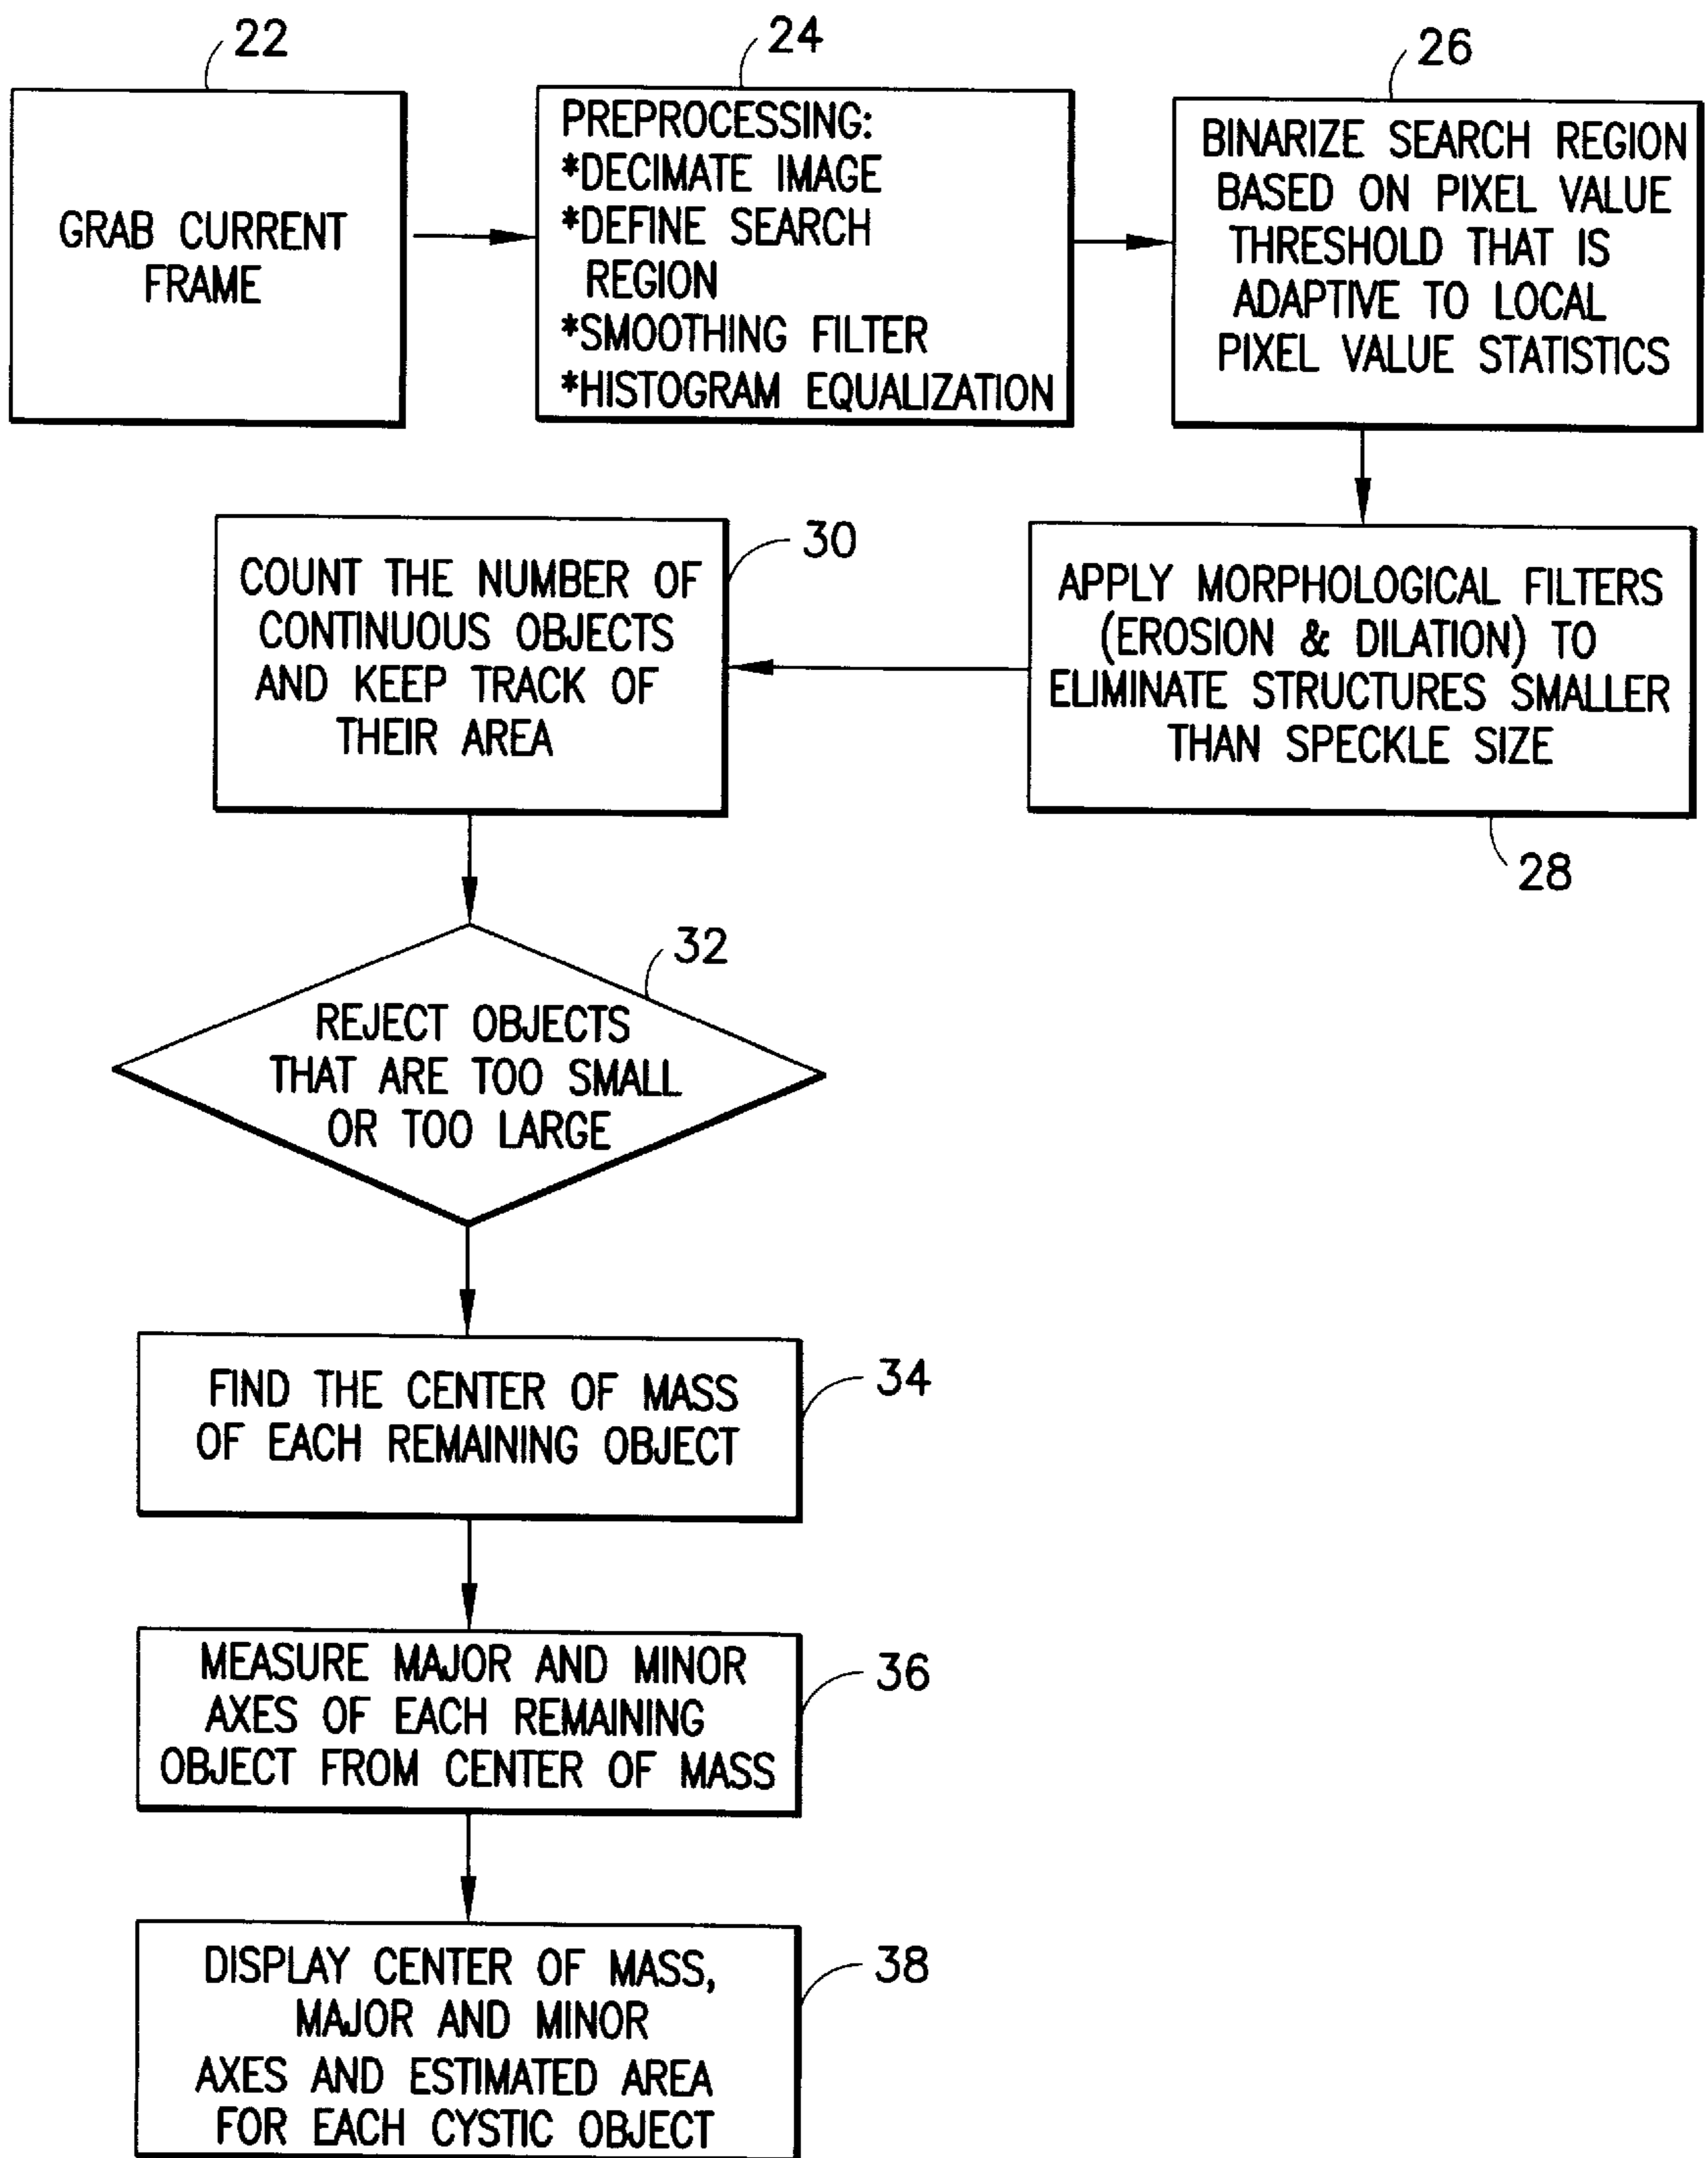 22
GRAB CURRENT
FRAME
24
PREPROCESSING:
*DECIMATE IMAGE
*DEFINE SEARCH
REGION
*SMOOTHING FILTER
*HISTOGRAM EQUALIZATION
26
BINARIZE SEARCH REGION
BASED ON PIXEL VALUE
THRESHOLD THAT IS
ADAPTIVE TO LOCAL
PIXEL VALUE STATISTICS
APPLY MORPHOLOGICAL FILTERS
(EROSION & DILATION) TO
ELIMINATE STRUCTURES SMALLER
THAN SPECKLE SIZE
28
30
COUNT THE NUMBER OF
CONTINUOUS OBJECTS
AND KEEP TRACK OF
THEIR AREA
32
REJECT OBJECTS
THAT ARE TOO SMALL
OR TOO LARGE
34
FIND THE CENTER OF MASS
OF EACH REMAINING OBJECT
36
MEASURE MAJOR AND MINOR
AXES OF EACH REMAINING
OBJECT FROM CENTER OF MASS
38
DISPLAY CENTER OF MASS,
MAJOR AND MINOR
AXES AND ESTIMATED AREA
FOR EACH CYSTIC OBJECT